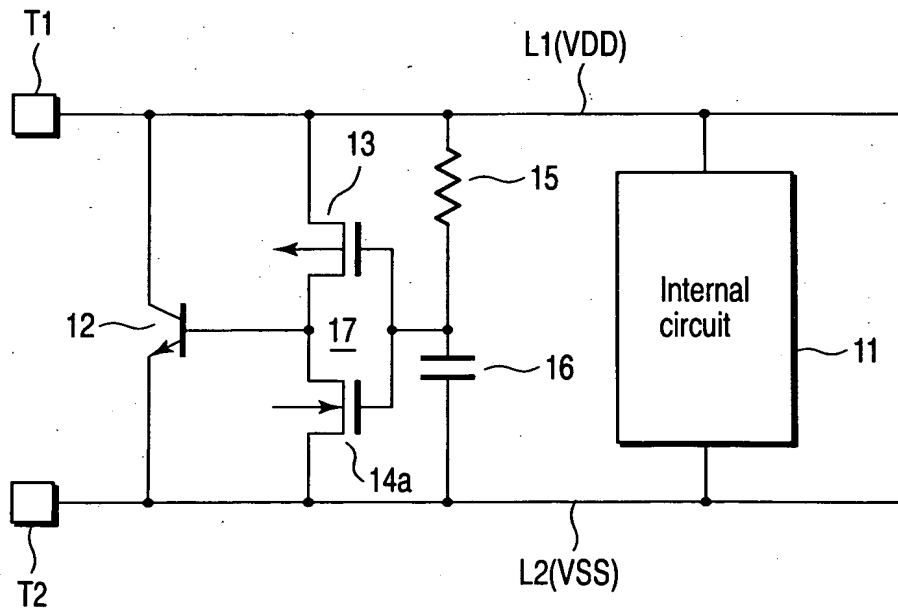 T1
L1(VDD)
13
15
12
17
Internal
circuit
16
11
14a
T2
L2(VSS)